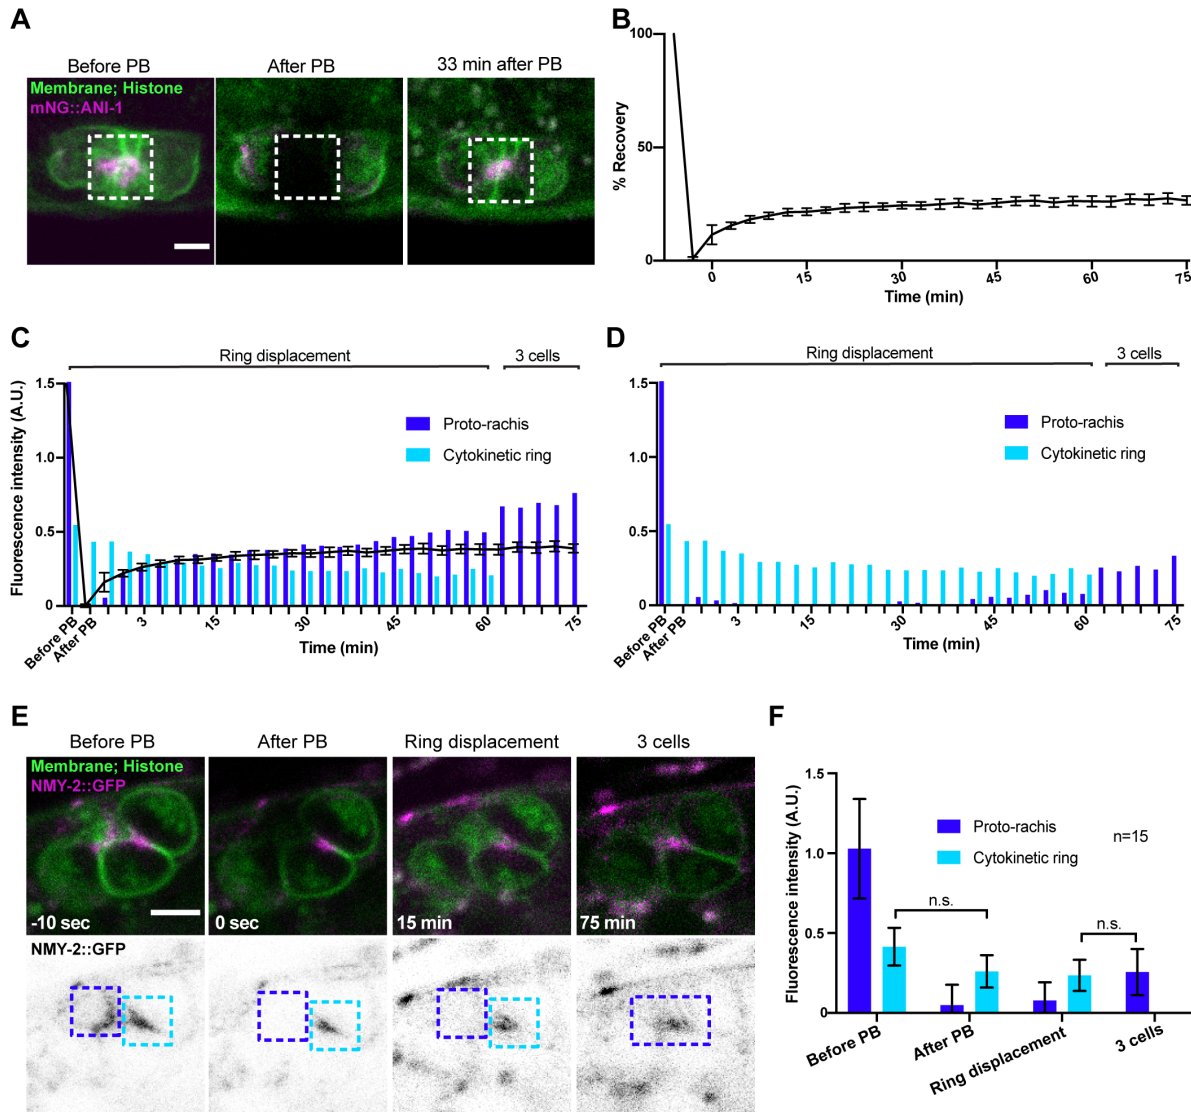 A
Before PB
After PB
33 min after PB
Membrane; Histone
mNG::ANI-1
B
100
50
0
% Recovery
0
15
30
45
60
75
Time (min)
C
Ring displacement
3 cells
1.5
1.0
0.5
0
Fluorescence intensity (A.U.)
Proto-rachis
Cytokinetic ring
Before PB
After PB
3
15
30
45
60
75
Time (min)
D
Ring displacement
3 cells
1.5
1.0
0.5
0
Proto-rachis
Cytokinetic ring
Before PB
After PB
3
15
30
45
60
75
Time (min)
E
Before PB
After PB
Ring displacement
3 cells
Membrane; Histone
NMY-2::GFP
-10 sec
0 sec
15 min
75 min
NMY-2::GFP
F
1.5
1.0
0.5
0
Fluorescence intensity (A.U.)
Proto-rachis
Cytokinetic ring
n=15
n.s.
n.s.
Before PB
After PB
Ring displacement
3 cells